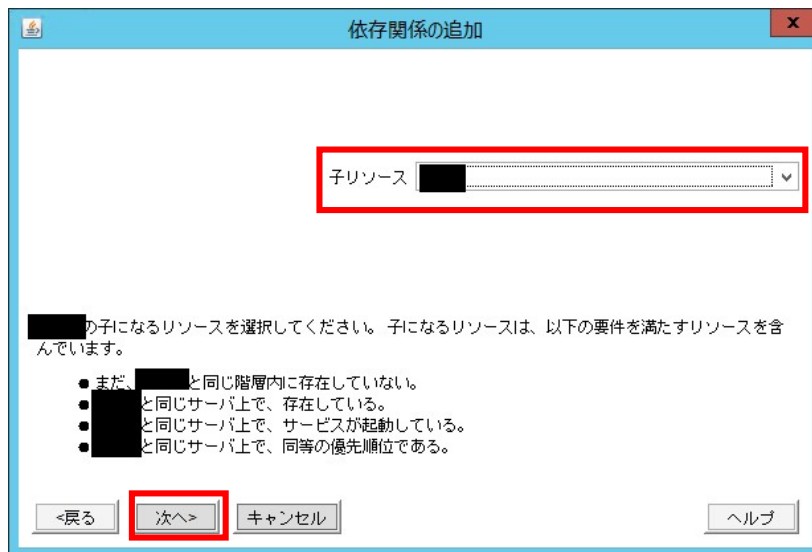 依存関係の追加
x
子リソース
の子になるリソースを選択してください。 子になるリソースは、以下の要件を満たすリソースを含
んでいます。
● まだ、 と同じ階層内に存在していない。
● と同じサーバ上で、存在している。
● と同じサーバ上で、サービスが起動している。
● と同じサーバ上で、同等の優先順位である。
<戻る 次へ> キャンセル ヘルプ